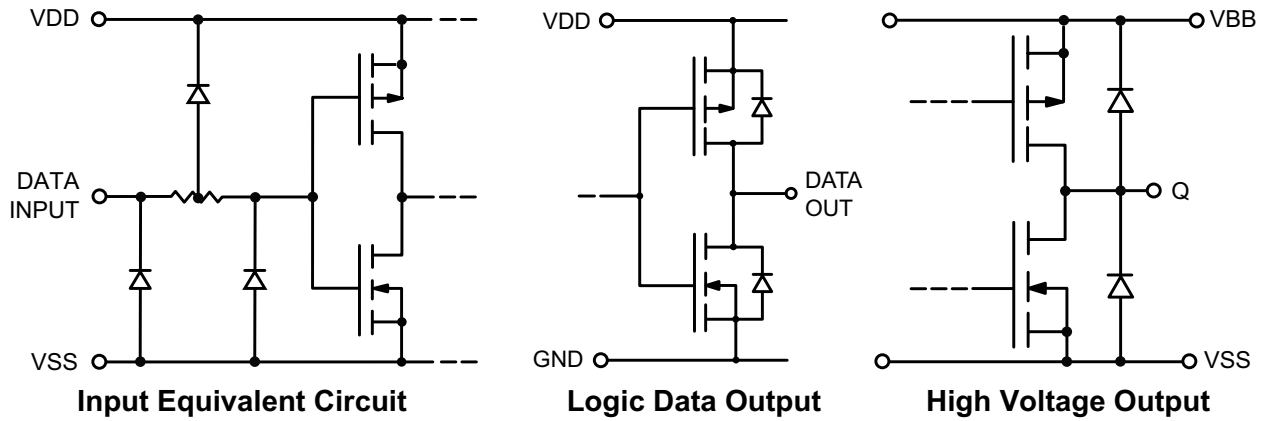 VDD
DATA
INPUT
VSS
Input Equivalent Circuit
VDD
DATA
OUT
GND
Logic Data Output
VBB
Q
VSS
High Voltage Output